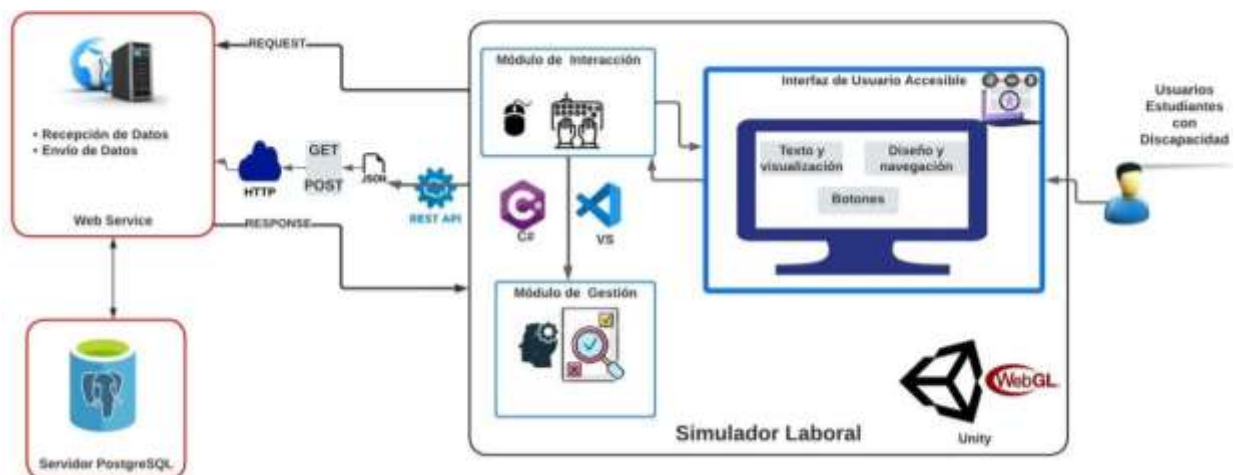 REQUEST
• Recepción de Datos
• Envío de Datos
Web Service
HTTP
GET
POST
JSON
REST API
RESPONSE
Servidor PostgreSQL
Módulo de Interacción
C#
VS
Módulo de Gestión
Interfaz de Usuario Accesible
Texto y
visualización
Diseño y
navegación
Botones
Simulador Laboral
WebGL
Unity
Usuarios
Estudiantes
con
Discapacidad